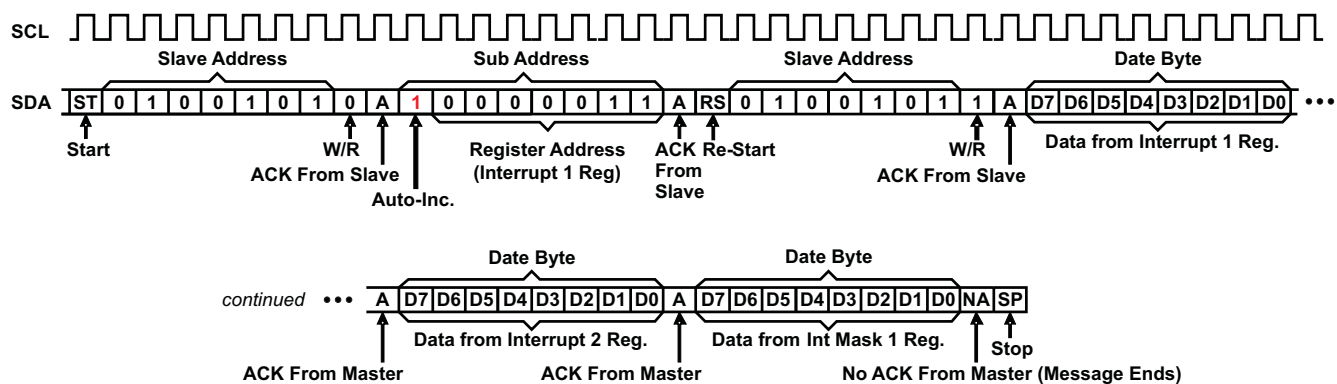 SCL
Slave Address Sub Address Slave Address Date Byte
SDA ST 0 1 0 0 1 0 1 0 A 1 0 0 0 0 0 1 1 A RS 0 1 0 0 1 0 1 1 A D7 D6 D5 D4 D3 D2 D1 D0 •••
Start W/R Register Address ACK Re-Start W/R Data from Interrupt 1 Reg.
ACK From Slave (Interrupt 1 Reg) From ACK From Slave
Auto-Inc. Slave
Date Byte Date Byte
continued ••• A D7 D6 D5 D4 D3 D2 D1 D0 A D7 D6 D5 D4 D3 D2 D1 D0 NA SP
Data from Interrupt 2 Reg. Data from Int Mask 1 Reg. Stop
ACK From Master ACK From Master No ACK From Master (Message Ends)